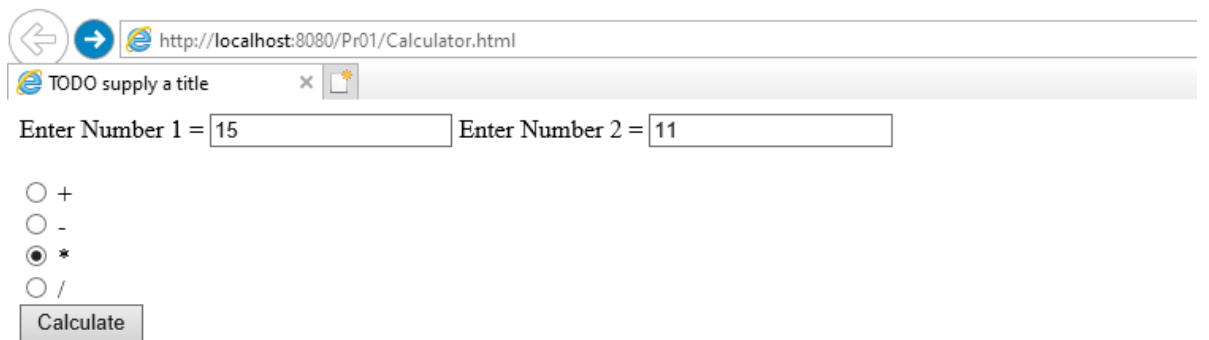 http://localhost:8080/Pr01/Calculator.html
TODO supply a title
Enter Number 1 = 15 Enter Number 2 = 11
+
-
*
/
Calculate